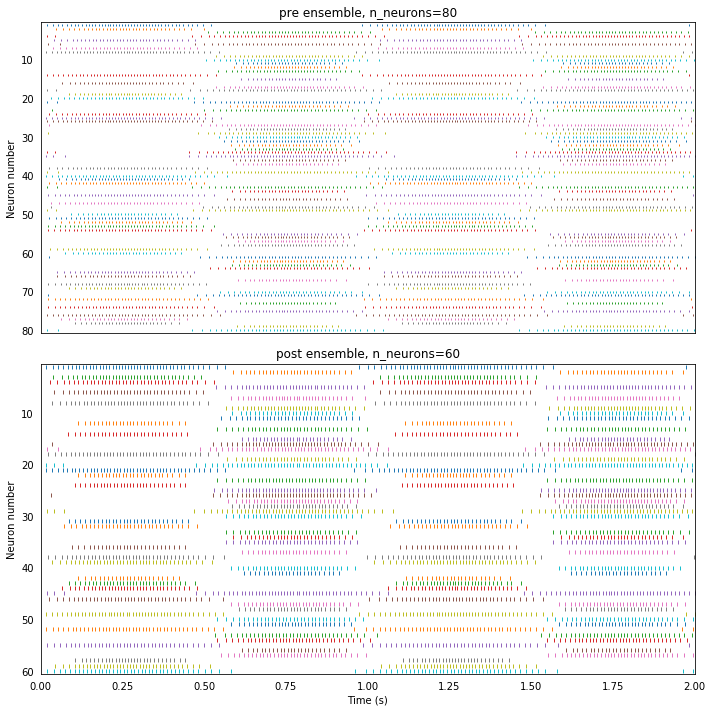 pre ensemble, n_neurons=80
10
20
30
40
50
60
70
80
Neuron number
post ensemble, n_neurons=60
10
20
30
40
50
60
Neuron number
0.00 0.25 0.50 0.75 1.00 1.25 1.50 1.75 2.00
Time (s)